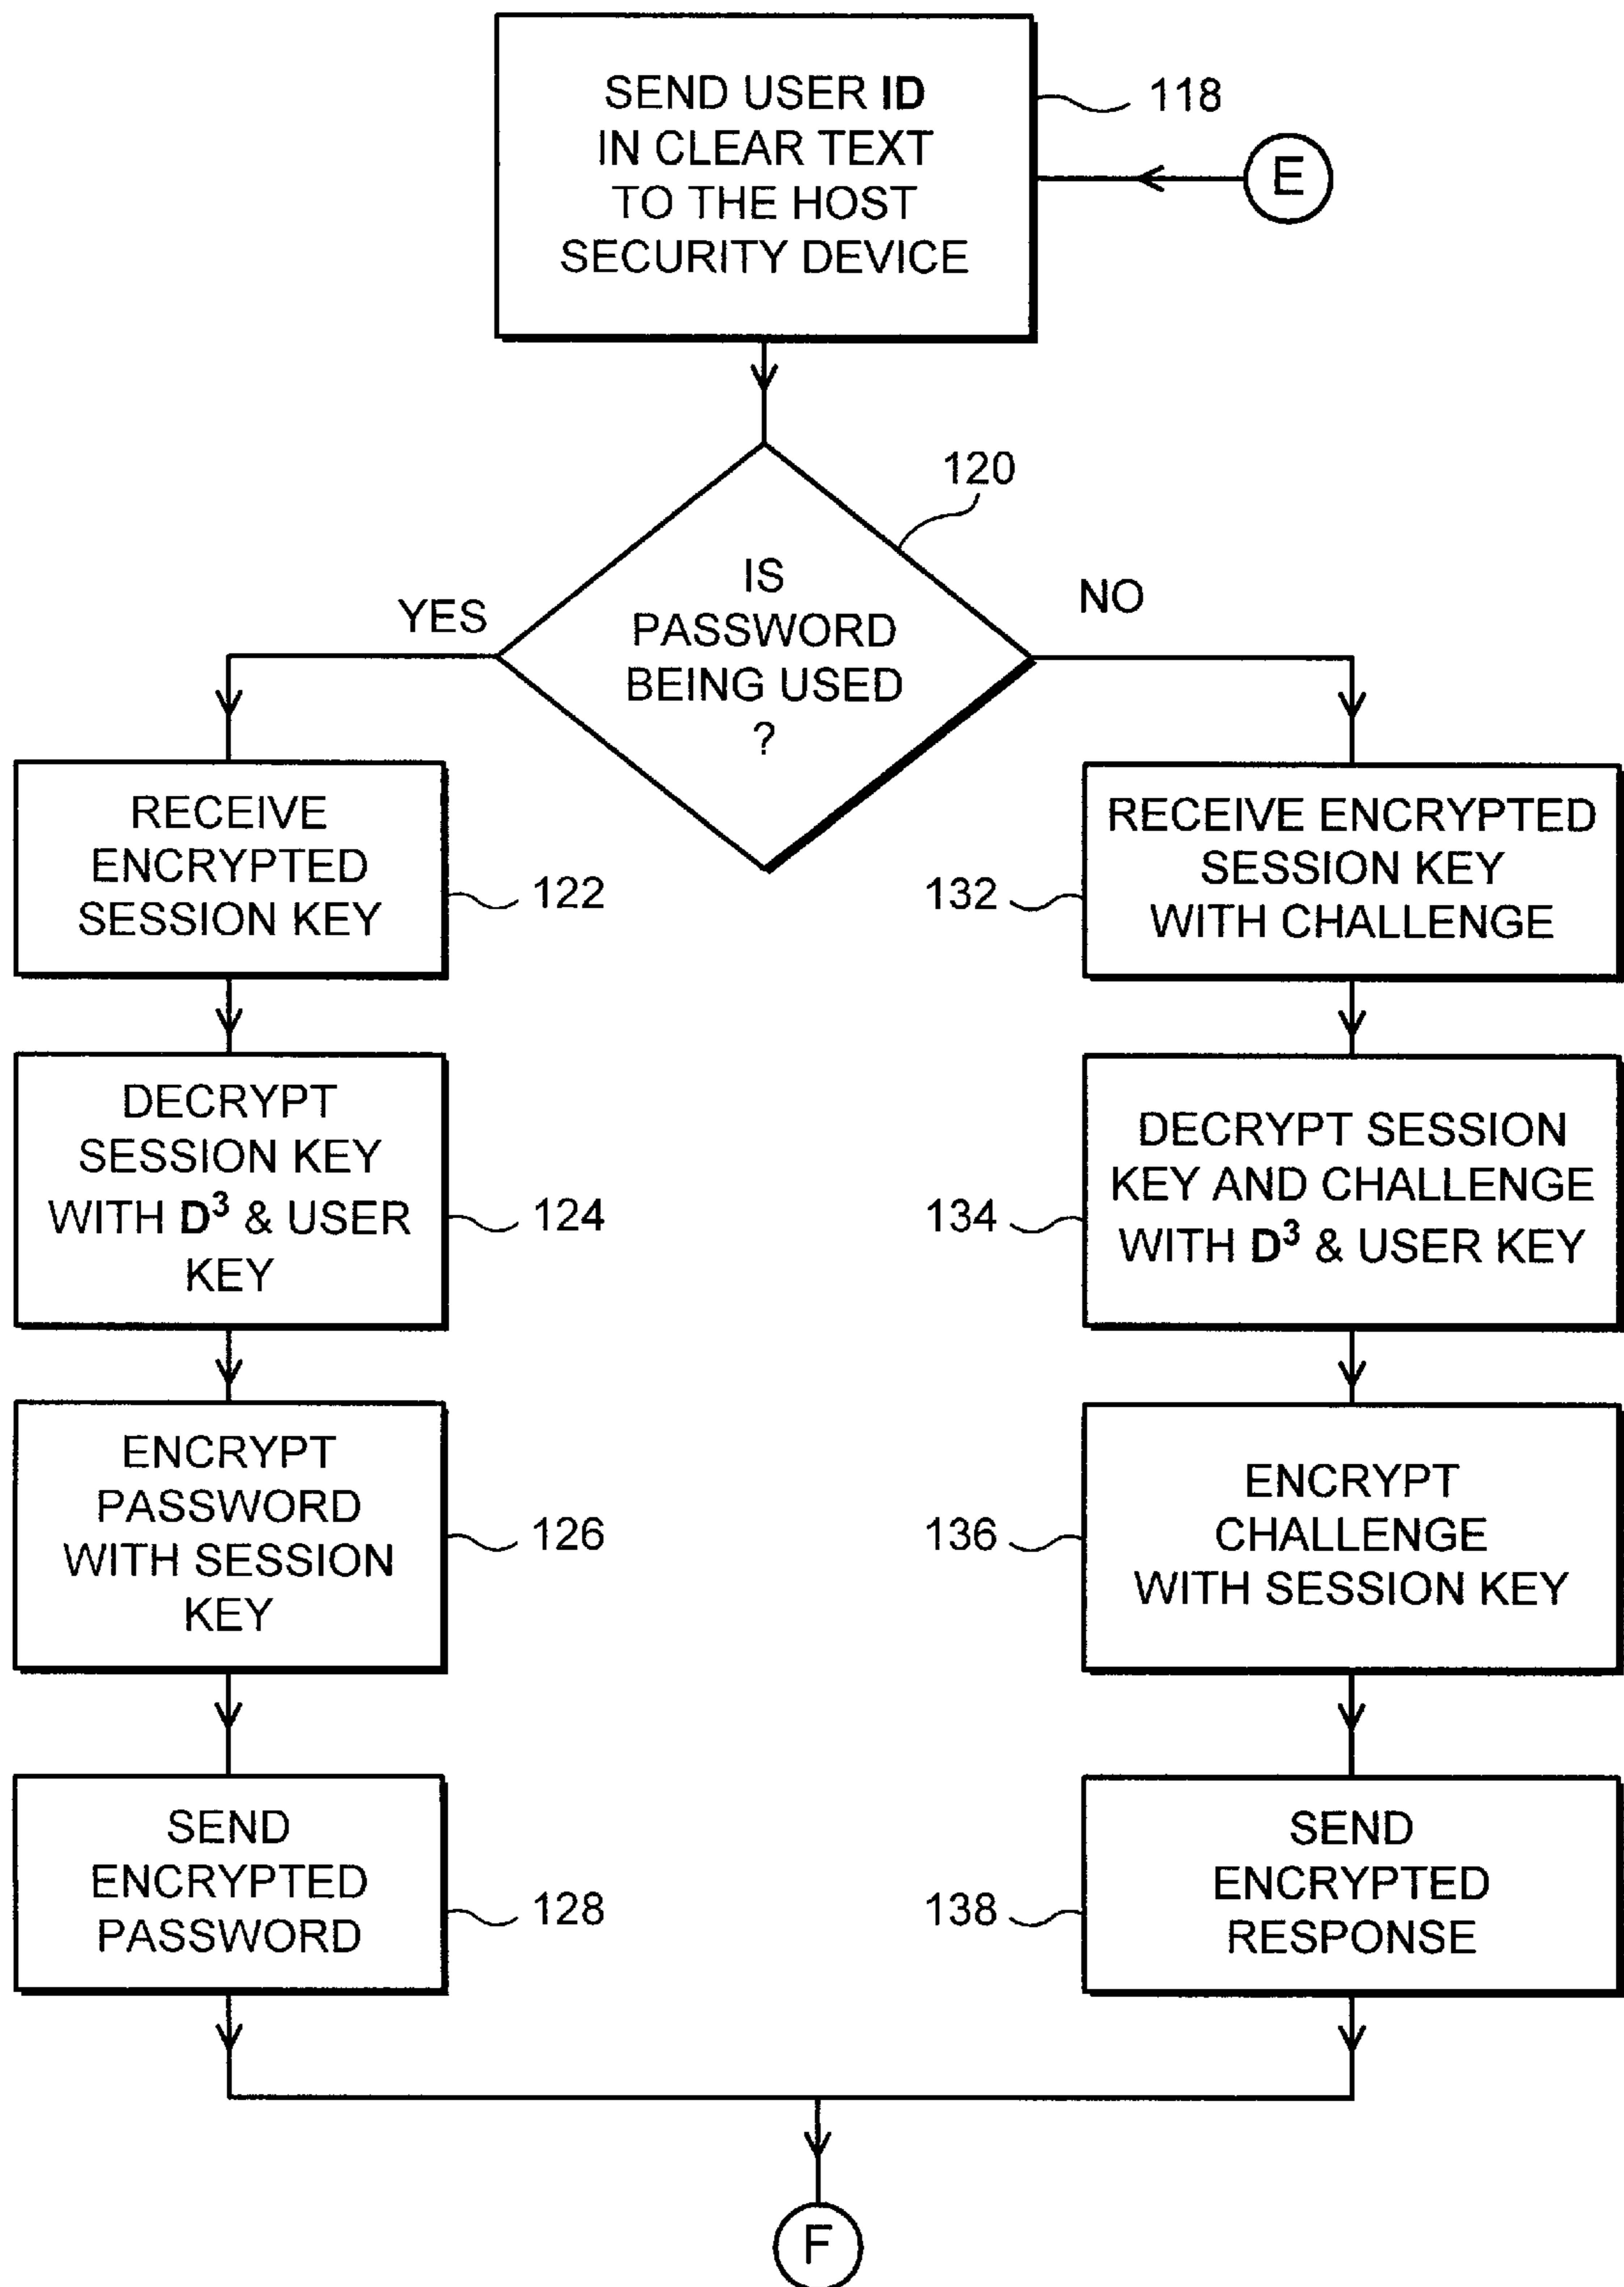 SEND USER ID
IN CLEAR TEXT
TO THE HOST
SECURITY DEVICE
118
E
120
IS
PASSWORD
BEING USED
?
YES
NO
RECEIVE
ENCRYPTED
SESSION KEY
122
DECRYPT
SESSION KEY
WITH D³ & USER
KEY
124
ENCRYPT
PASSWORD
WITH SESSION
KEY
126
SEND
ENCRYPTED
PASSWORD
128
RECEIVE ENCRYPTED
SESSION KEY
WITH CHALLENGE
132
DECRYPT SESSION
KEY AND CHALLENGE
WITH D³ & USER KEY
134
ENCRYPT
CHALLENGE
WITH SESSION KEY
136
SEND
ENCRYPTED
RESPONSE
138
F